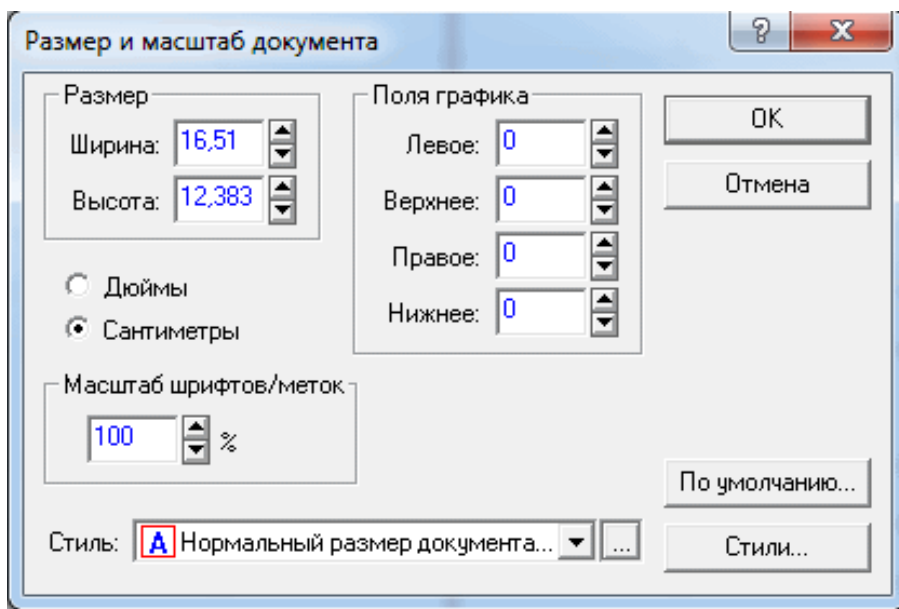 Размер и масштаб документа
Размер
Ширина: 16,51
Высота: 12,383
Дюймы
Сантиметры
Масштаб шрифтов/меток
100 %
Поля графика
Левое: 0
Верхнее: 0
Правое: 0
Нижнее: 0
OK
Отмена
По умолчанию...
Стиль: A Нормальный размер документа... ...
Стили...